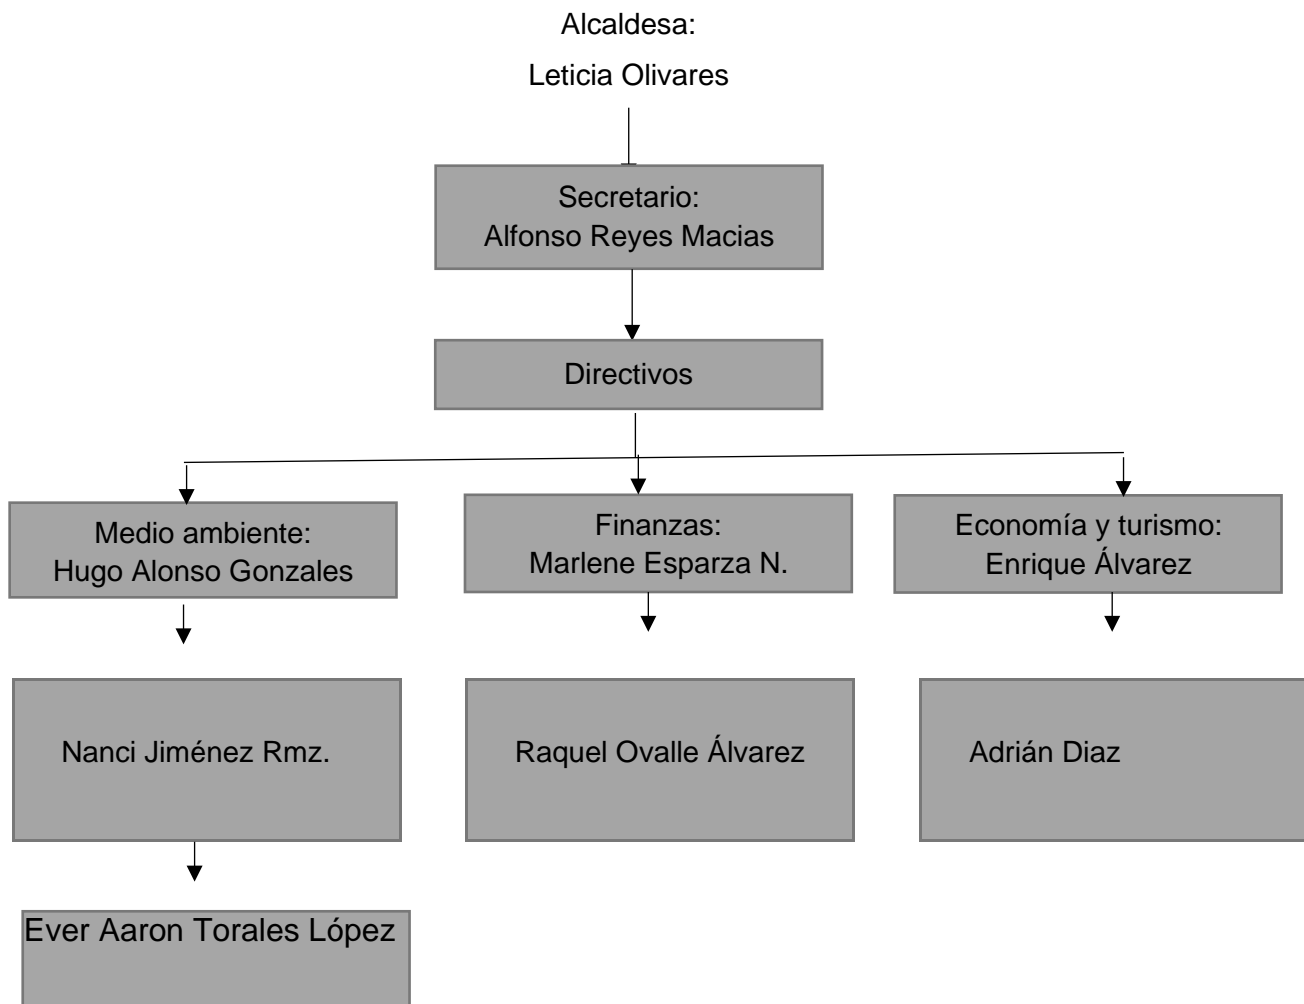 Alcaldesa:
Leticia Olivares
Secretario:
Alfonso Reyes Macias
Directivos
Medio ambiente:
Hugo Alonso Gonzales
Finanzas:
Marlene Esparza N.
Economía y turismo:
Enrique Álvarez
Nanci Jiménez Rmz.
Raquel Ovalle Álvarez
Adrián Diaz
Ever Aaron Torales López